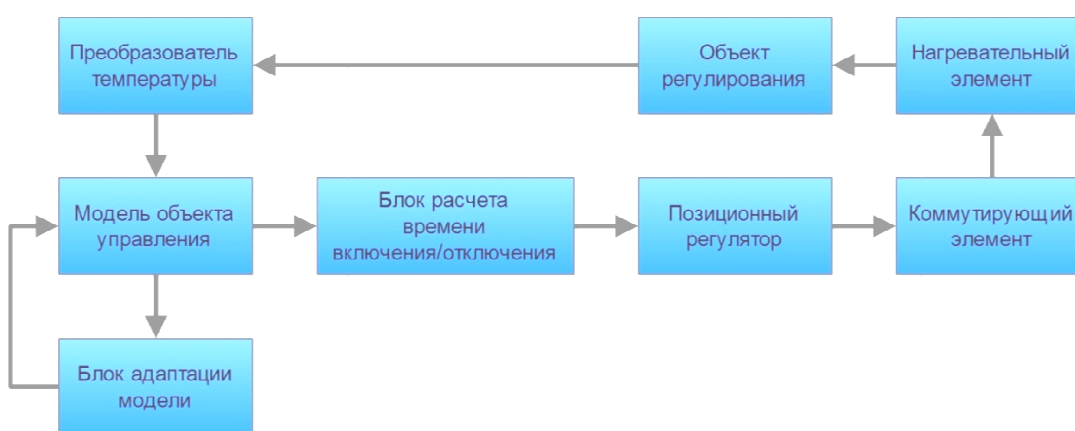 Преобразователь
температуры
Объект
регулирования
Нагревательный
элемент
Модель объекта
управления
Блок расчета
времени
включения/отключения
Позиционный
регулятор
Коммутирующий
элемент
Блок адаптации
модели